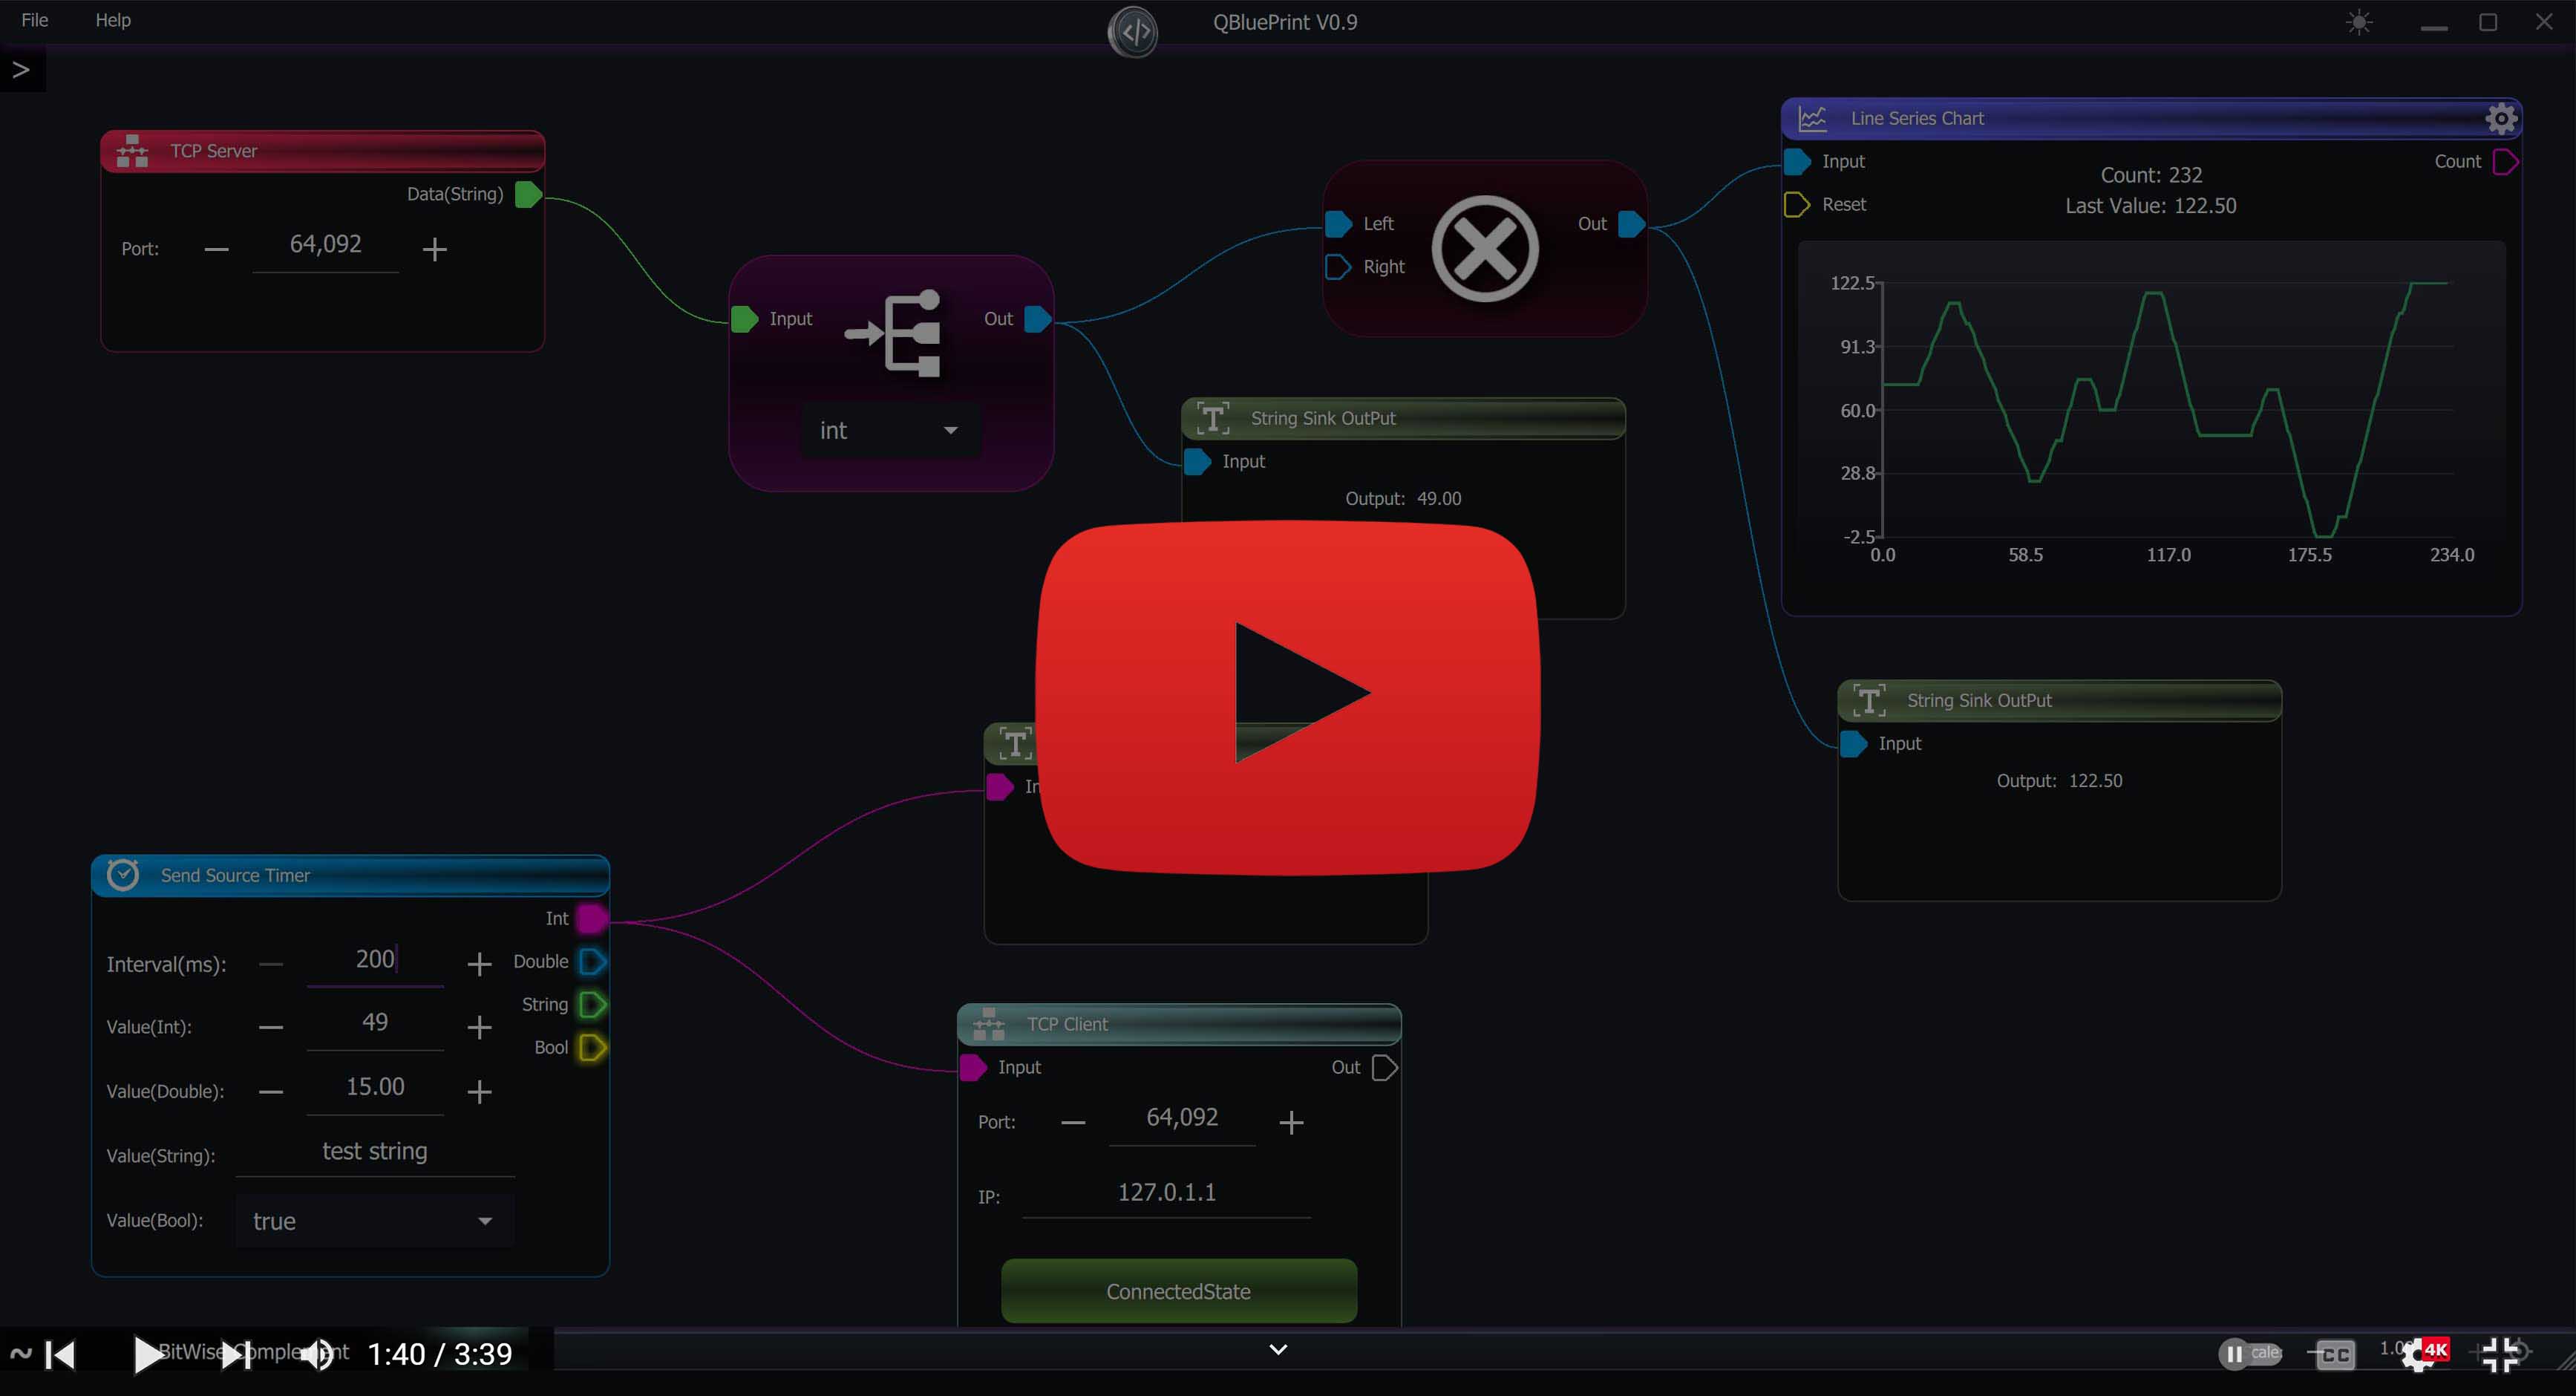 File Help QBluePrint V0.9
>
TCP Server
Data(String)
Port: − 64,092 +
Input Out
int
Left Out
Right
String Sink OutPut
Input
Output: 49.00
Line Series Chart
Input Count: 232 Count
Reset Last Value: 122.50
122.5
91.3
60.0
28.8
-2.5
0.0 58.5 117.0 175.5 234.0
String Sink OutPut
Input
Output: 122.50
Send Source Timer
Int
Interval(ms): − 200 + Double
String
Value(Int): − 49 +
Bool
Value(Double): − 15.00 +
Value(String): test string
Value(Bool): true
T
TCP Client
Input Out
Port: − 64,092 +
IP: 127.0.1.1
ConnectedState
~ BitWise Complement 1:40 / 3:39
CC 4K